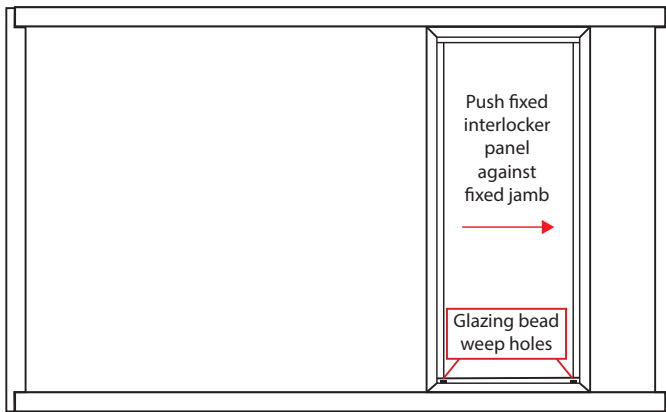 Push fixed
interlocker
panel
against
fixed jamb
Glazing bead
weep holes